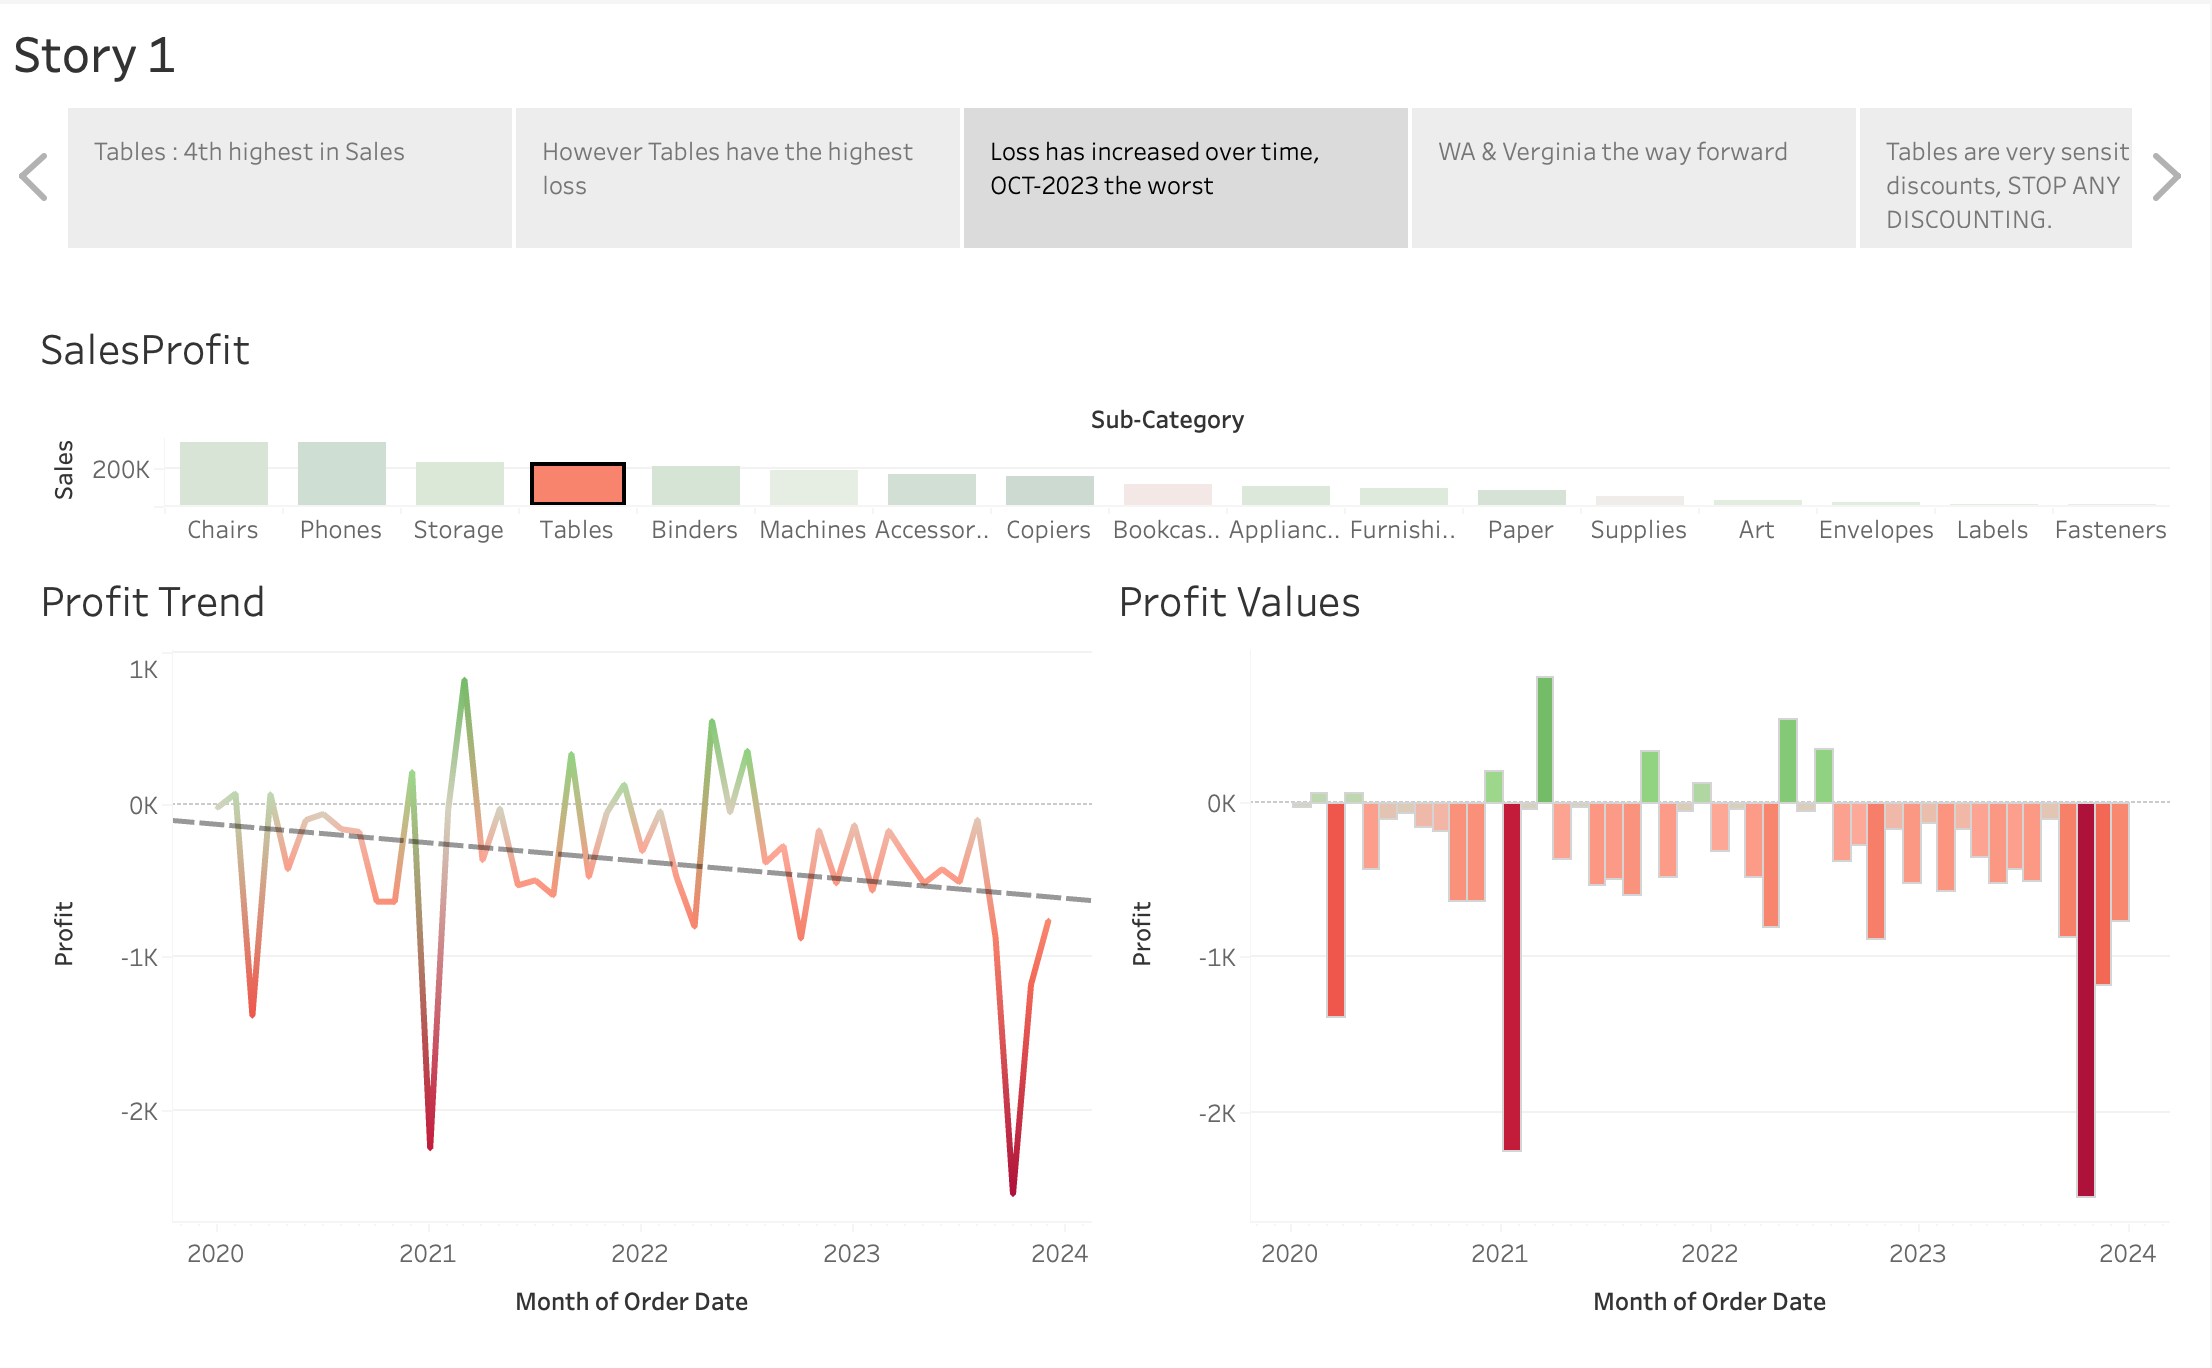 Story 1
Tables : 4th highest in Sales
However Tables have the highest
loss
Loss has increased over time,
OCT-2023 the worst
WA & Verginia the way forward
Tables are very sensit
discounts, STOP ANY
DISCOUNTING.
SalesProfit
Sub-Category
Sales
200K
Chairs Phones Storage Tables Binders Machines Accessor.. Copiers Bookcas.. Applianc.. Furnishi.. Paper Supplies Art Envelopes Labels Fasteners
Profit Trend
Profit
1K
0K
-1K
-2K
2020 2021 2022 2023 2024
Month of Order Date
Profit Values
Profit
0K
-1K
-2K
2020 2021 2022 2023 2024
Month of Order Date